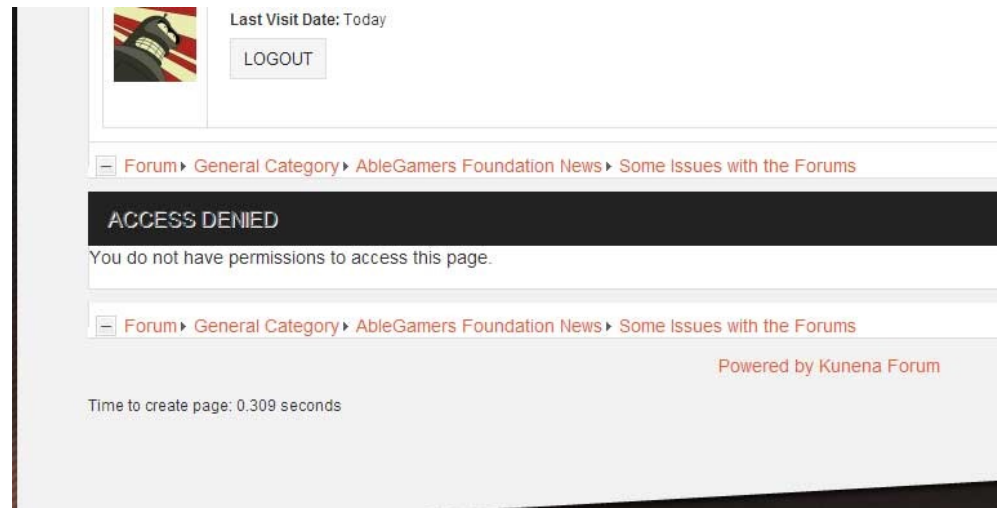 Last Visit Date: Today
LOGOUT
Forum General Category AbleGamers Foundation News Some Issues with the Forums
ACCESS DENIED
You do not have permissions to access this page.
Forum General Category AbleGamers Foundation News Some Issues with the Forums
Powered by Kunena Forum
Time to create page: 0.309 seconds